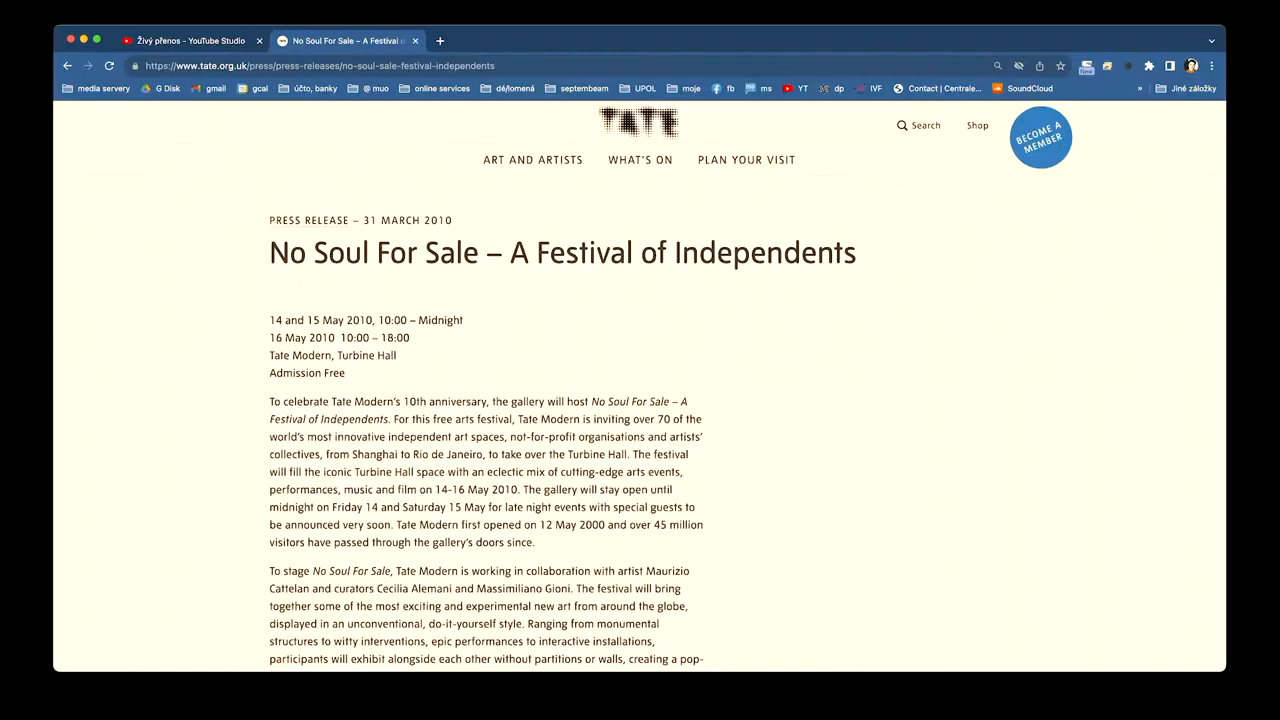 Živý přenos - YouTube Studio
No Soul For Sale – A Festival o
https://www.tate.org.uk/press/press-releases/no-soul-sale-festival-independents
New
media servery
G Disk
gmail
gcal
účto, banky
@ muo
online services
dé/lomená
septembeam
UPOL
moje
fb
ms
YT
dp
IVF
Contact | Centrale...
SoundCloud
»
Jiné záložky
TATE
Search
Shop
BECOME A
MEMBER
ART AND ARTISTS
WHAT'S ON
PLAN YOUR VISIT
PRESS RELEASE – 31 MARCH 2010
No Soul For Sale – A Festival of Independents
14 and 15 May 2010, 10:00 – Midnight
16 May 2010 10:00 – 18:00
Tate Modern, Turbine Hall
Admission Free
To celebrate Tate Modern's 10th anniversary, the gallery will host No Soul For Sale – A
Festival of Independents. For this free arts festival, Tate Modern is inviting over 70 of the
world's most innovative independent art spaces, not-for-profit organisations and artists'
collectives, from Shanghai to Rio de Janeiro, to take over the Turbine Hall. The festival
will fill the iconic Turbine Hall space with an eclectic mix of cutting-edge arts events,
performances, music and film on 14-16 May 2010. The gallery will stay open until
midnight on Friday 14 and Saturday 15 May for late night events with special guests to
be announced very soon. Tate Modern first opened on 12 May 2000 and over 45 million
visitors have passed through the gallery's doors since.
To stage No Soul For Sale, Tate Modern is working in collaboration with artist Maurizio
Cattelan and curators Cecilia Alemani and Massimiliano Gioni. The festival will bring
together some of the most exciting and experimental new art from around the globe,
displayed in an unconventional, do-it-yourself style. Ranging from monumental
structures to witty interventions, epic performances to interactive installations,
participants will exhibit alongside each other without partitions or walls, creating a pop-